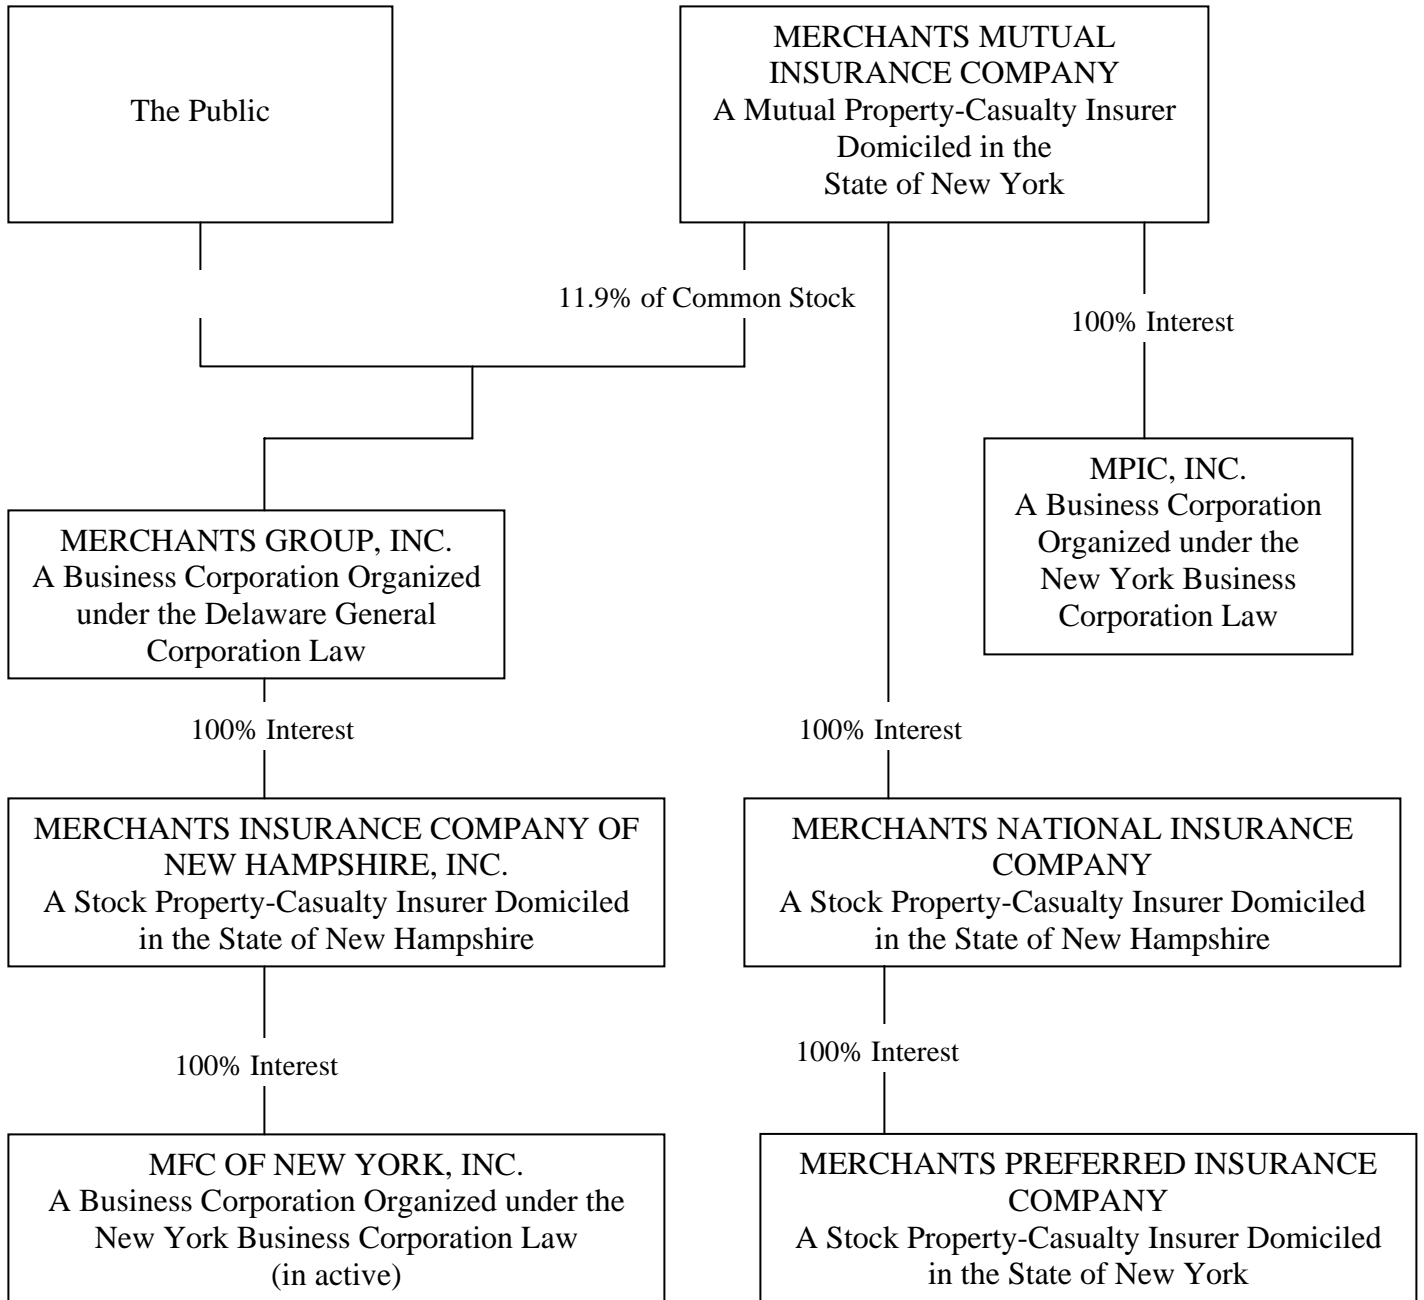 The Public
MERCHANTS MUTUAL
INSURANCE COMPANY
A Mutual Property-Casualty Insurer
Domiciled in the
State of New York
11.9% of Common Stock
100% Interest
MPIC, INC.
A Business Corporation
Organized under the
New York Business
Corporation Law
MERCHANTS GROUP, INC.
A Business Corporation Organized
under the Delaware General
Corporation Law
100% Interest
100% Interest
MERCHANTS INSURANCE COMPANY OF
NEW HAMPSHIRE, INC.
A Stock Property-Casualty Insurer Domiciled
in the State of New Hampshire
MERCHANTS NATIONAL INSURANCE
COMPANY
A Stock Property-Casualty Insurer Domiciled
in the State of New Hampshire
100% Interest
100% Interest
MFC OF NEW YORK, INC.
A Business Corporation Organized under the
New York Business Corporation Law
(in active)
MERCHANTS PREFERRED INSURANCE
COMPANY
A Stock Property-Casualty Insurer Domiciled
in the State of New York